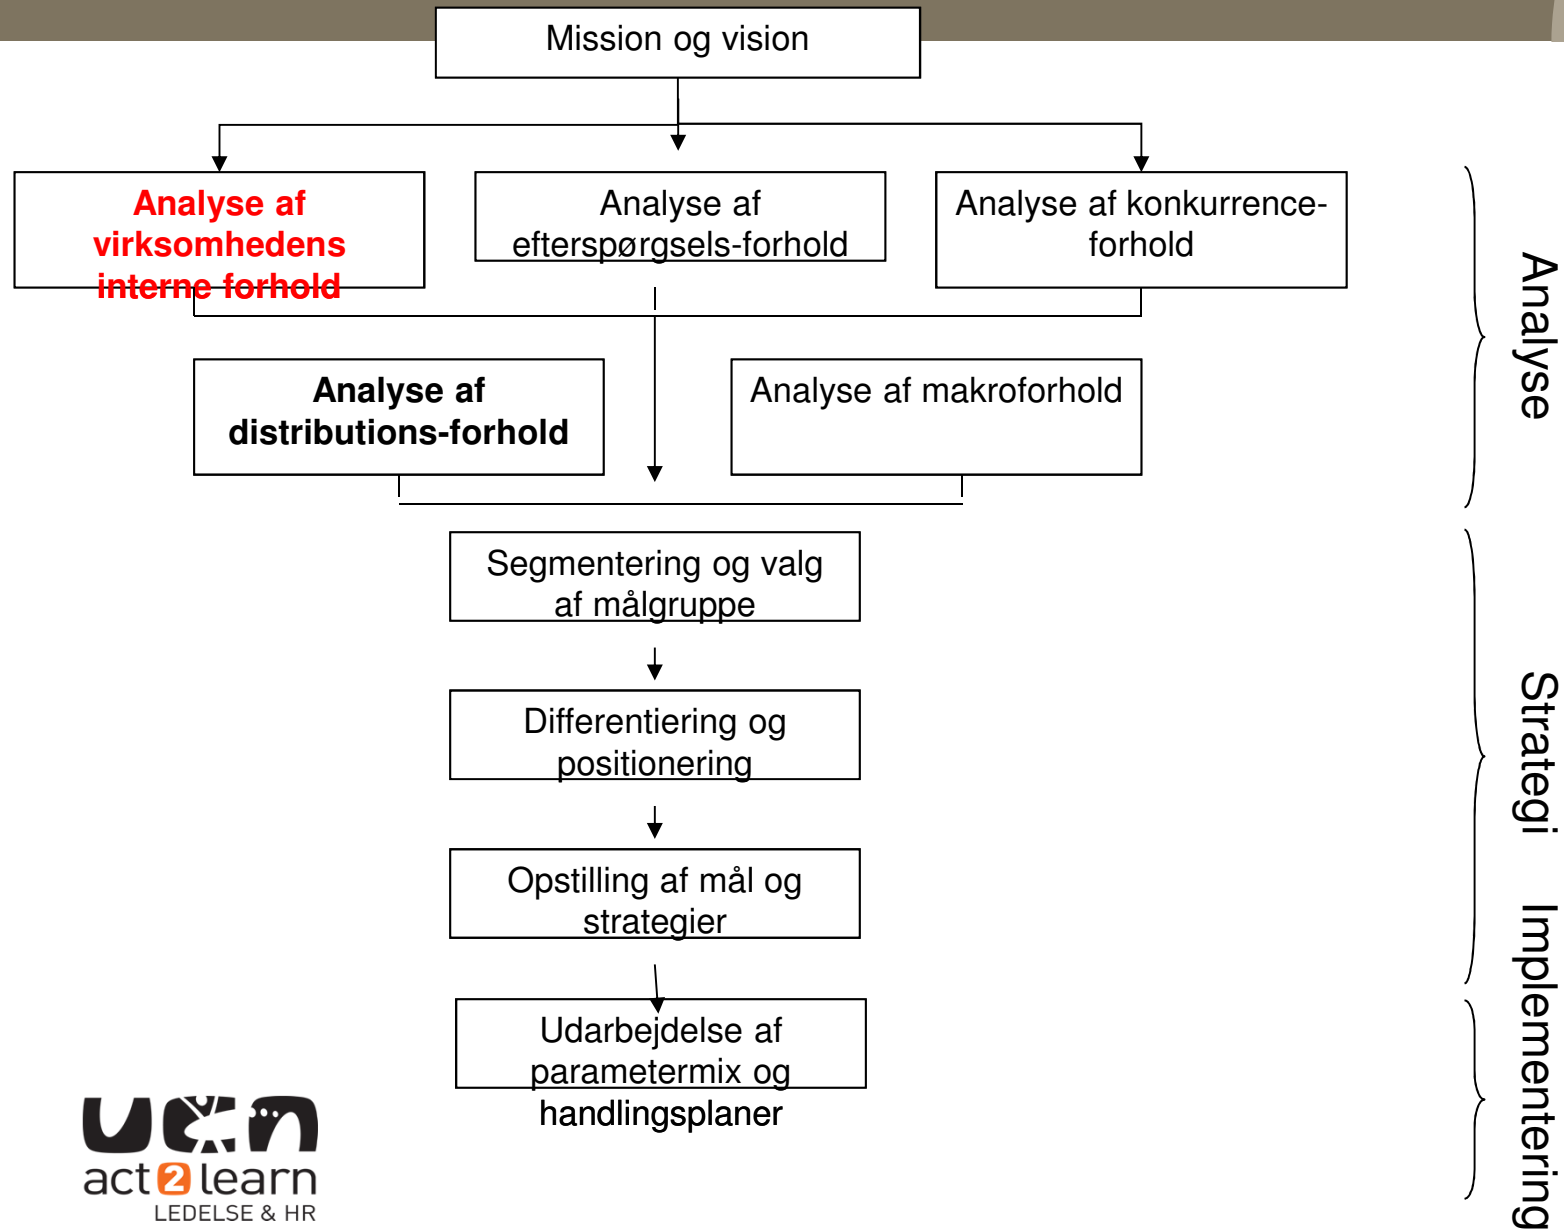 Mission og vision
Analyse af
virksomhedens
interne forhold
Analyse af
efterspørgsels-forhold
Analyse af konkurrence-
forhold
Analyse af
distributions-forhold
Analyse af makroforhold
Analyse
Segmentering og valg
af målgruppe
Differentiering og
positionering
Opstilling af mål og
strategier
Strategi
Udarbejdelse af
parametermix og
handlingsplaner
Implementering
ucn
act2learn
LEDELSE & HR